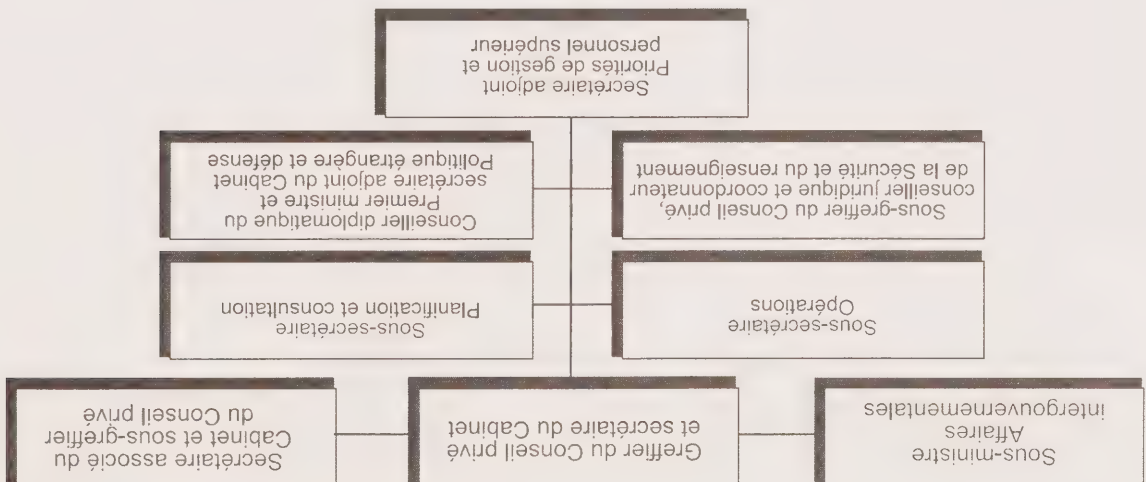 Sous-ministre
Affaires
intergouvernementales
Greffier du Conseil privé
et secrétaire du Cabinet
Secrétaire associé du
Cabinet et sous-greffier
du Conseil privé
Sous-secrétaire
Opérations
Sous-secrétaire
Planification et consultation
Sous-greffier du Conseil privé,
conseiller juridique et coordonnateur
de la Sécurité et du renseignement
Conseiller diplomatique du
Premier ministre et
secrétaire adjoint du Cabinet
Politique étrangère et défense
Secrétaire adjoint
Priorités de gestion et
personnel supérieur